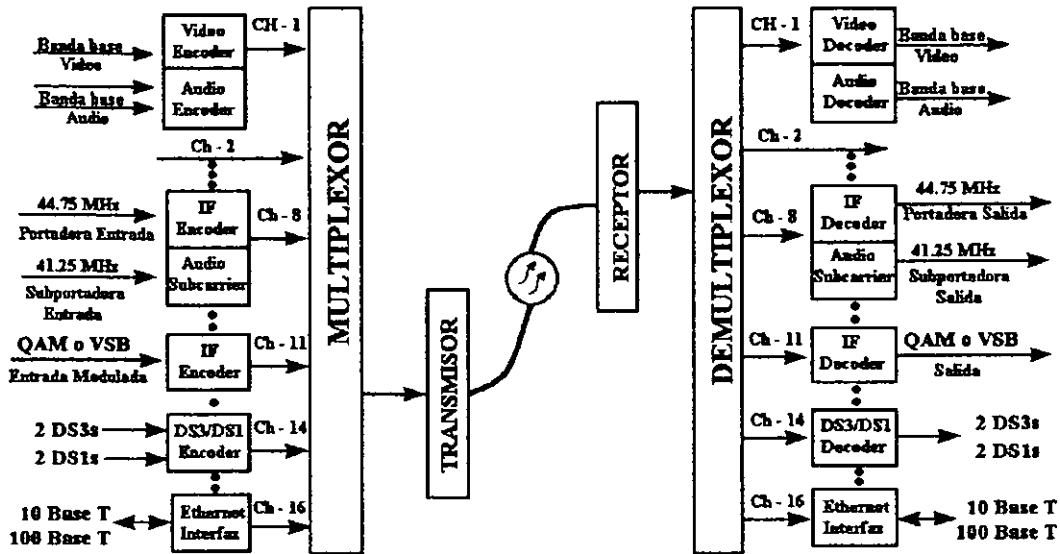 Banda base
Video
Banda base
Audio
Video
Encoder
Audio
Encoder
CH - 1
Ch - 2
44.75 MHz
Portadora Entrada
IF
Encoder
Ch - 8
41.25 MHz
Subportadora
Entrada
Audio
Subcarrier
QAM o VSB
Entrada Modulada
IF
Encoder
Ch - 11
2 DS3s
2 DS1s
DS3/DS1
Encoder
Ch - 14
10 Base T
100 Base T
Ethernet
Interfax
Ch - 16
MULTIPLEXOR
TRANSMISOR
RECEPTOR
DEMULTIPLEXOR
CH - 1
Video
Decoder
Audio
Decoder
Banda base
Video
Banda base
Audio
Ch - 2
Ch - 8
IF
Decoder
Audio
Subcarrier
44.75 MHz
Portadora Salida
41.25 MHz
Subportadora
Salida
Ch - 11
IF
Decoder
QAM o VSB
Salida
Ch - 14
DS3/DS1
Decoder
2 DS3s
2 DS1s
Ch - 16
Ethernet
Interfax
10 Base T
100 Base T